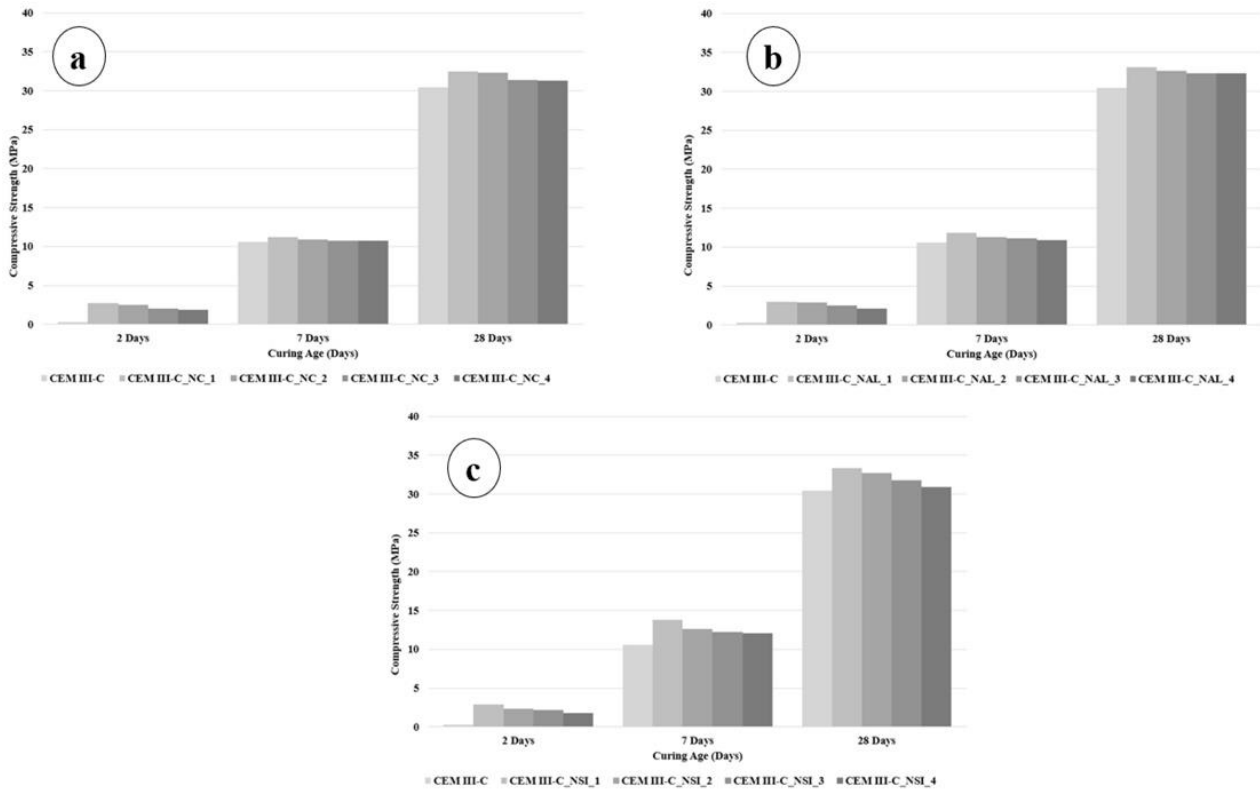 a
40
35
30
25
20
15
10
5
0
Compressive Strength (MPa)
2 Days 7 Days 28 Days
Curing Age (Days)
CEM III-C CEM III-C_NC_1 CEM III-C_NC_2 CEM III-C_NC_3 CEM III-C_NC_4
b
40
35
30
25
20
15
10
5
0
Compressive Strength (MPa)
2 Days 7 Days 28 Days
Curing Age (Days)
CEM III-C CEM III-C_NAL_1 CEM III-C_NAL_2 CEM III-C_NAL_3 CEM III-C_NAL_4
c
40
35
30
25
20
15
10
5
0
Compressive Strength (MPa)
2 Days 7 Days 28 Days
Curing Age (Days)
CEM III-C CEM III-C_NSI_1 CEM III-C_NSI_2 CEM III-C_NSI_3 CEM III-C_NSI_4